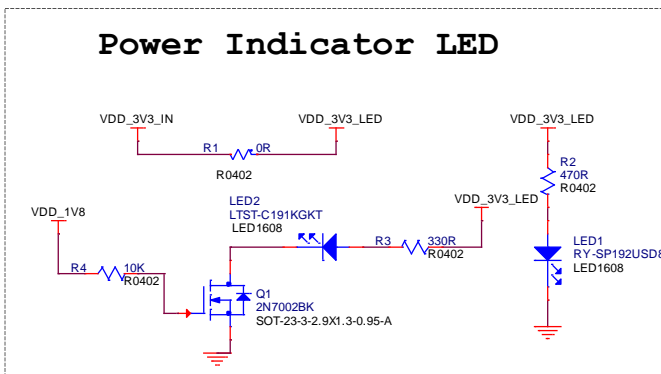 Power Indicator LED
VDD_3V3_IN
VDD_3V3_LED
VDD_3V3_LED
R1
0R
R0402
R2
470R
R0402
LED2
LTST-C191KGKT
LED1608
VDD_3V3_LED
VDD_1V8
R3
330R
R0402
LED1
RY-SP192USD8
LED1608
R4
10K
R0402
Q1
2N7002BK
SOT-23-3-2.9X1.3-0.95-A